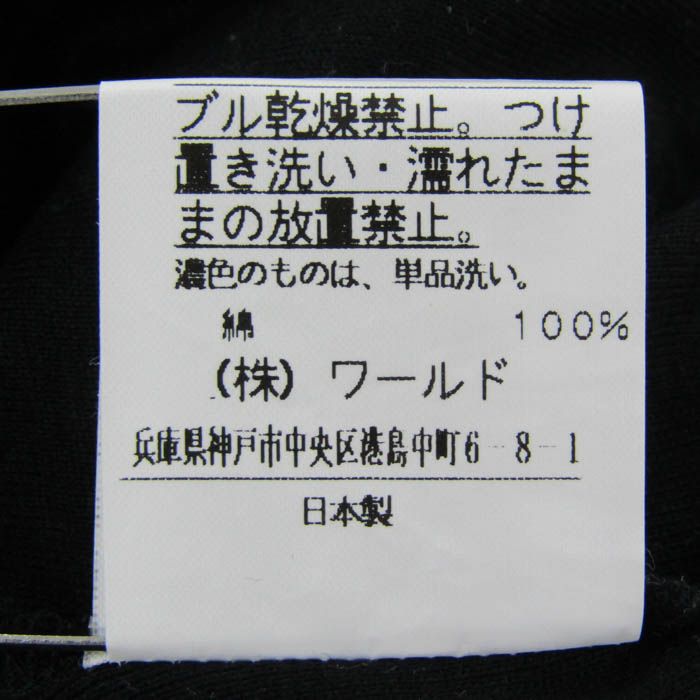 ブル乾燥禁止。つけ
置き洗い・濡れたま
まの放置禁止。
濃色のものは、単品洗い。
綿 100%
(株) ワールド
兵庫県神戸市中央区港島中町6-8-1
日本製